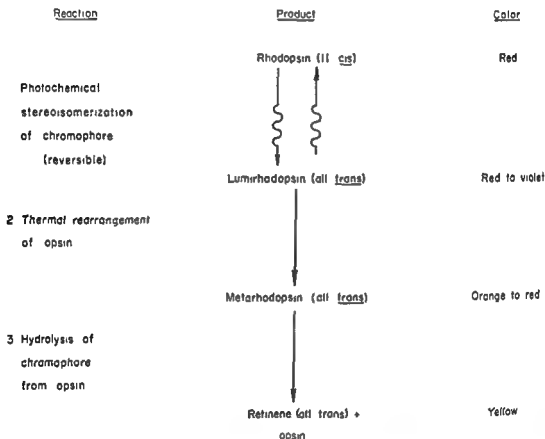 Reaction Product Color
Rhodopsin (11 cis) Red
Photochemical
stereoisomerization
of chromophore
(reversible)
Lumirhadopsin (all trans) Red to violet
2 Thermal rearrangement
of opsin
Metarhodopsin (all trans) Orange to red
3 Hydrolysis of
chramophore
from opsin
Retinene (all trans) + Yellow
opsin